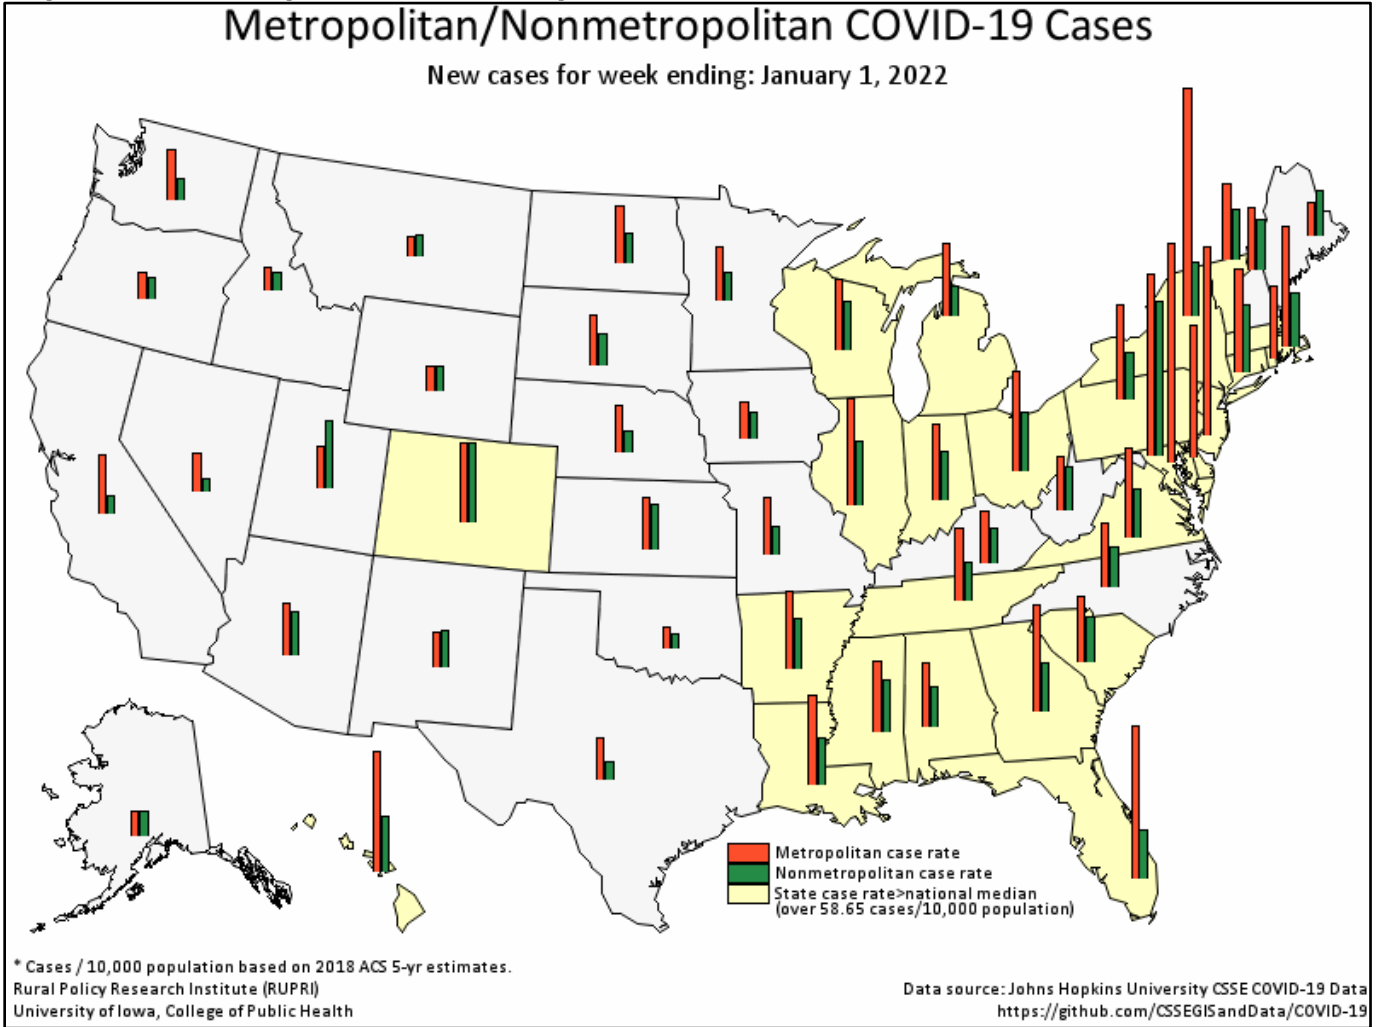 Metropolitan/Nonmetropolitan COVID-19 Cases
New cases for week ending: January 1, 2022
Metropolitan case rate
Nonmetropolitan case rate
State case rate>national median
(over 58.65 cases/10,000 population)
* Cases / 10,000 population based on 2018 ACS 5-yr estimates.
Rural Policy Research Institute (RUPRI)
University of Iowa, College of Public Health
Data source: Johns Hopkins University CSSE COVID-19 Data
https://github.com/CSSEGISandData/COVID-19